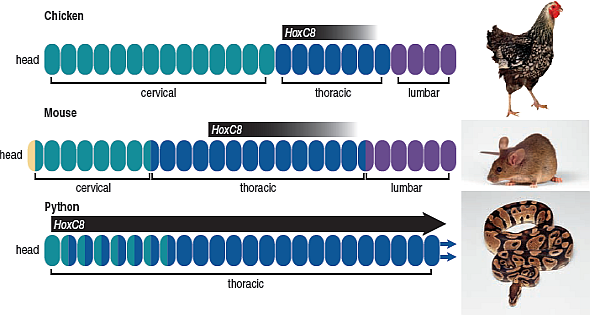 Chicken
HoxC8
head
cervical thoracic lumbar
Mouse
HoxC8
head
cervical thoracic lumbar
Python
HoxC8
head
thoracic